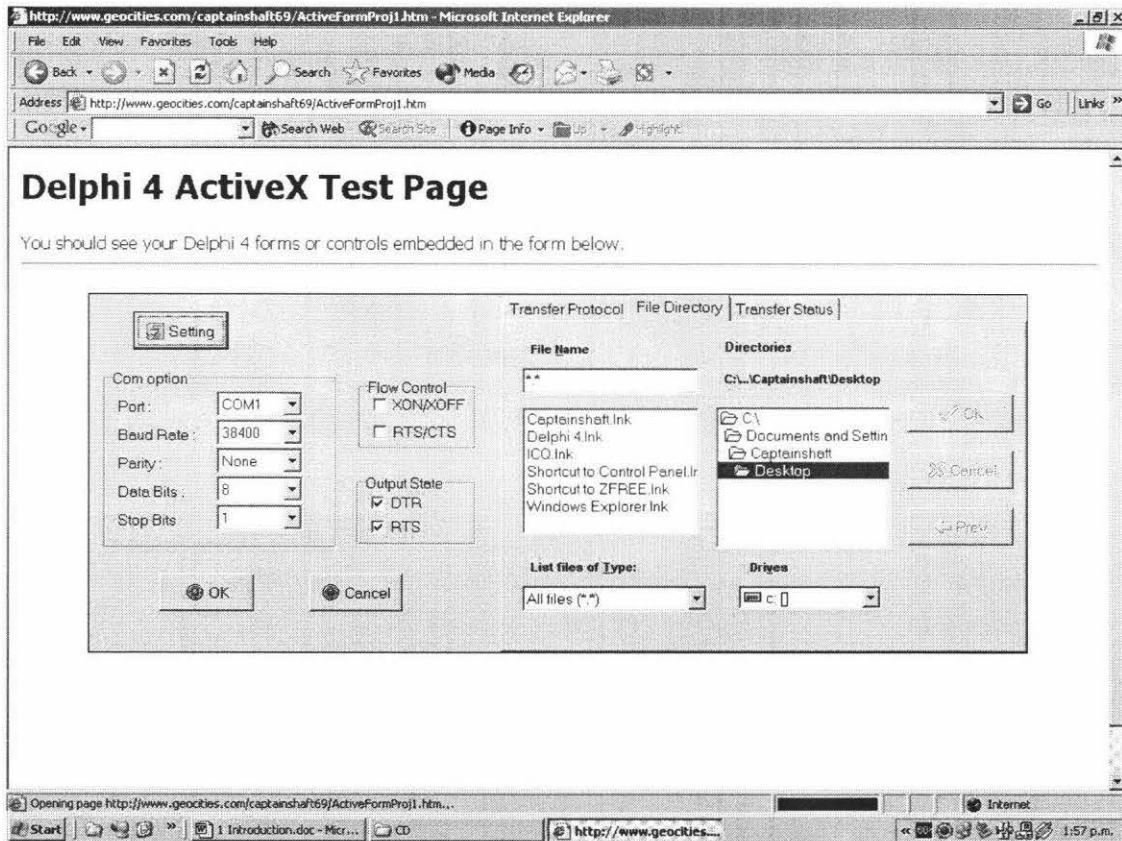 http://www.geocities.com/captainshaft69/ActiveFormProj1.htm - Microsoft Internet Explorer
File Edit View Favorites Tools Help
Back Search Favorites Media
Address http://www.geocities.com/captainshaft69/ActiveFormProj1.htm Go Links »
Google Search Web Search Site Page Info Up Highlight
Delphi 4 ActiveX Test Page
You should see your Delphi 4 forms or controls embedded in the form below.
Setting
Com option
Port: COM1
Baud Rate: 38400
Parity: None
Data Bits: 8
Stop Bits 1
Flow Control
XON/XOFF
RTS/CTS
Output State
DTR
RTS
OK Cancel
Transfer Protocol File Directory Transfer Status
File Name
*.*
Captainshaft.lnk
Delphi 4.lnk
ICQ.lnk
Shortcut to Control Panel.lr
Shortcut to ZFREE.lnk
Windows Explorer.lnk
List files of Type:
All files (*.*)
Directories
C:\...\Captainshaft\Desktop
C:\
Documents and Settin
Captainshaft
Desktop
Drives
c: []
Ok
Cancel
Prev
Opening page http://www.geocities.com/captainshaft69/ActiveFormProj1.htm... Internet
Start » 1 Introduction.doc - Micr... CD http://www.geocities.... « 1:57 p.m.